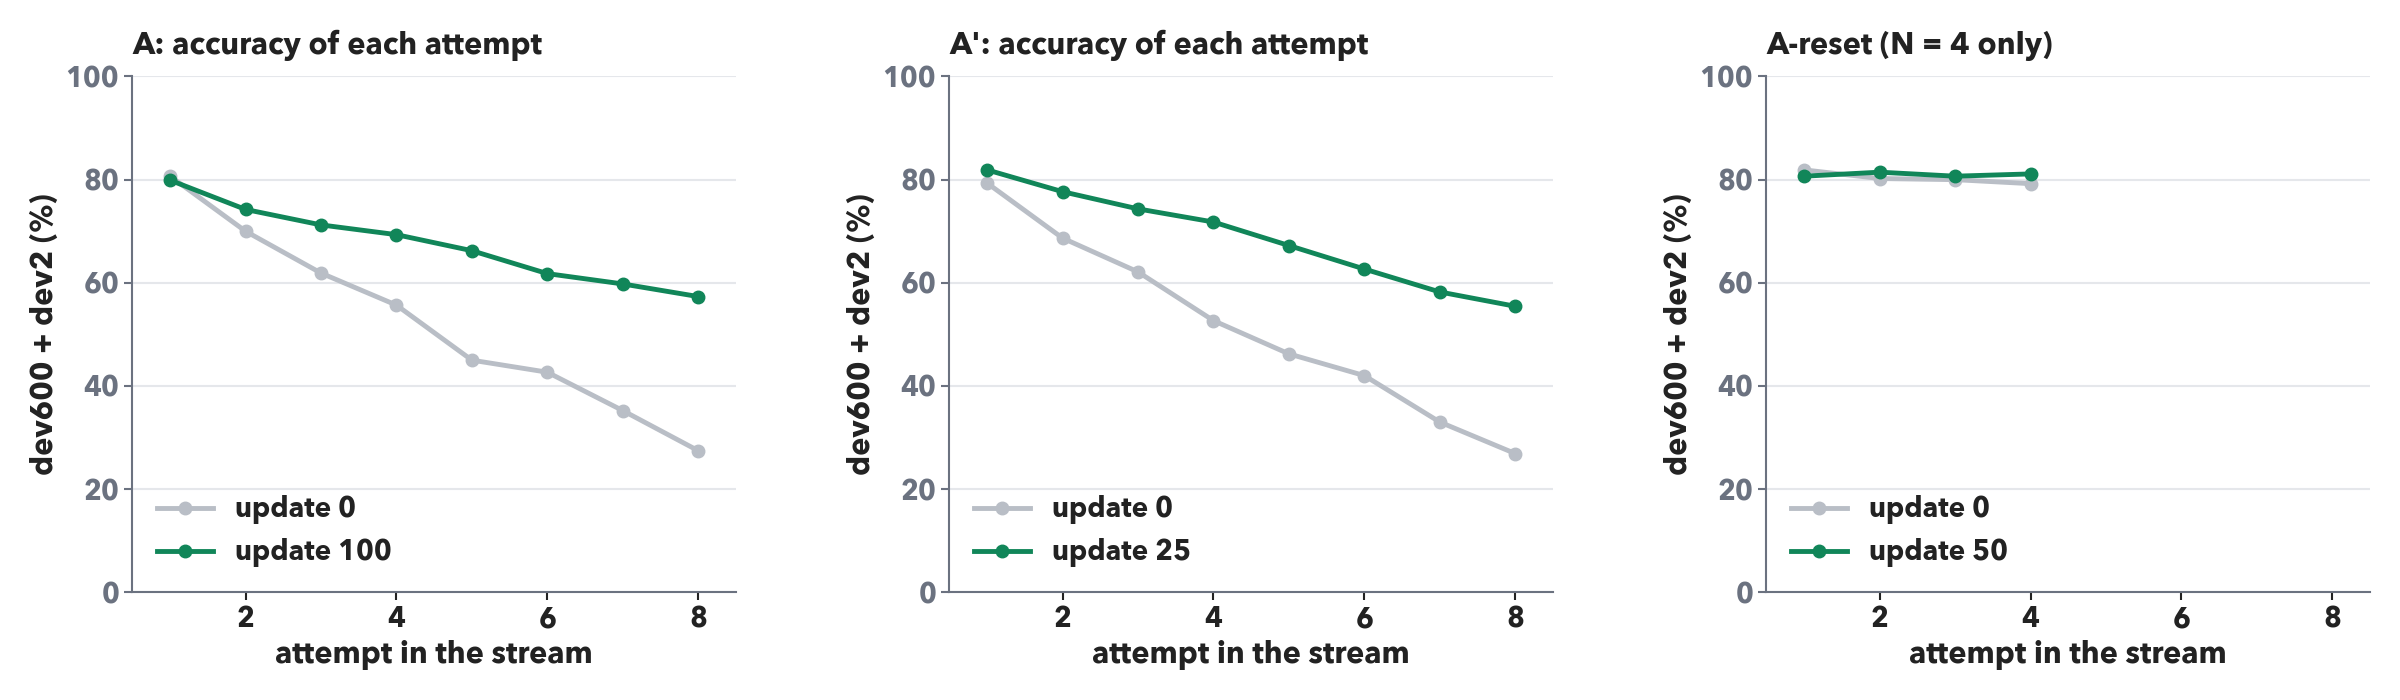 A: accuracy of each attempt
100
80
60
40
20
0
dev600 + dev2 (%)
update 0
update 100
2
4
6
8
attempt in the stream
A': accuracy of each attempt
100
80
60
40
20
0
dev600 + dev2 (%)
update 0
update 25
2
4
6
8
attempt in the stream
A-reset (N = 4 only)
100
80
60
40
20
0
dev600 + dev2 (%)
update 0
update 50
2
4
6
8
attempt in the stream